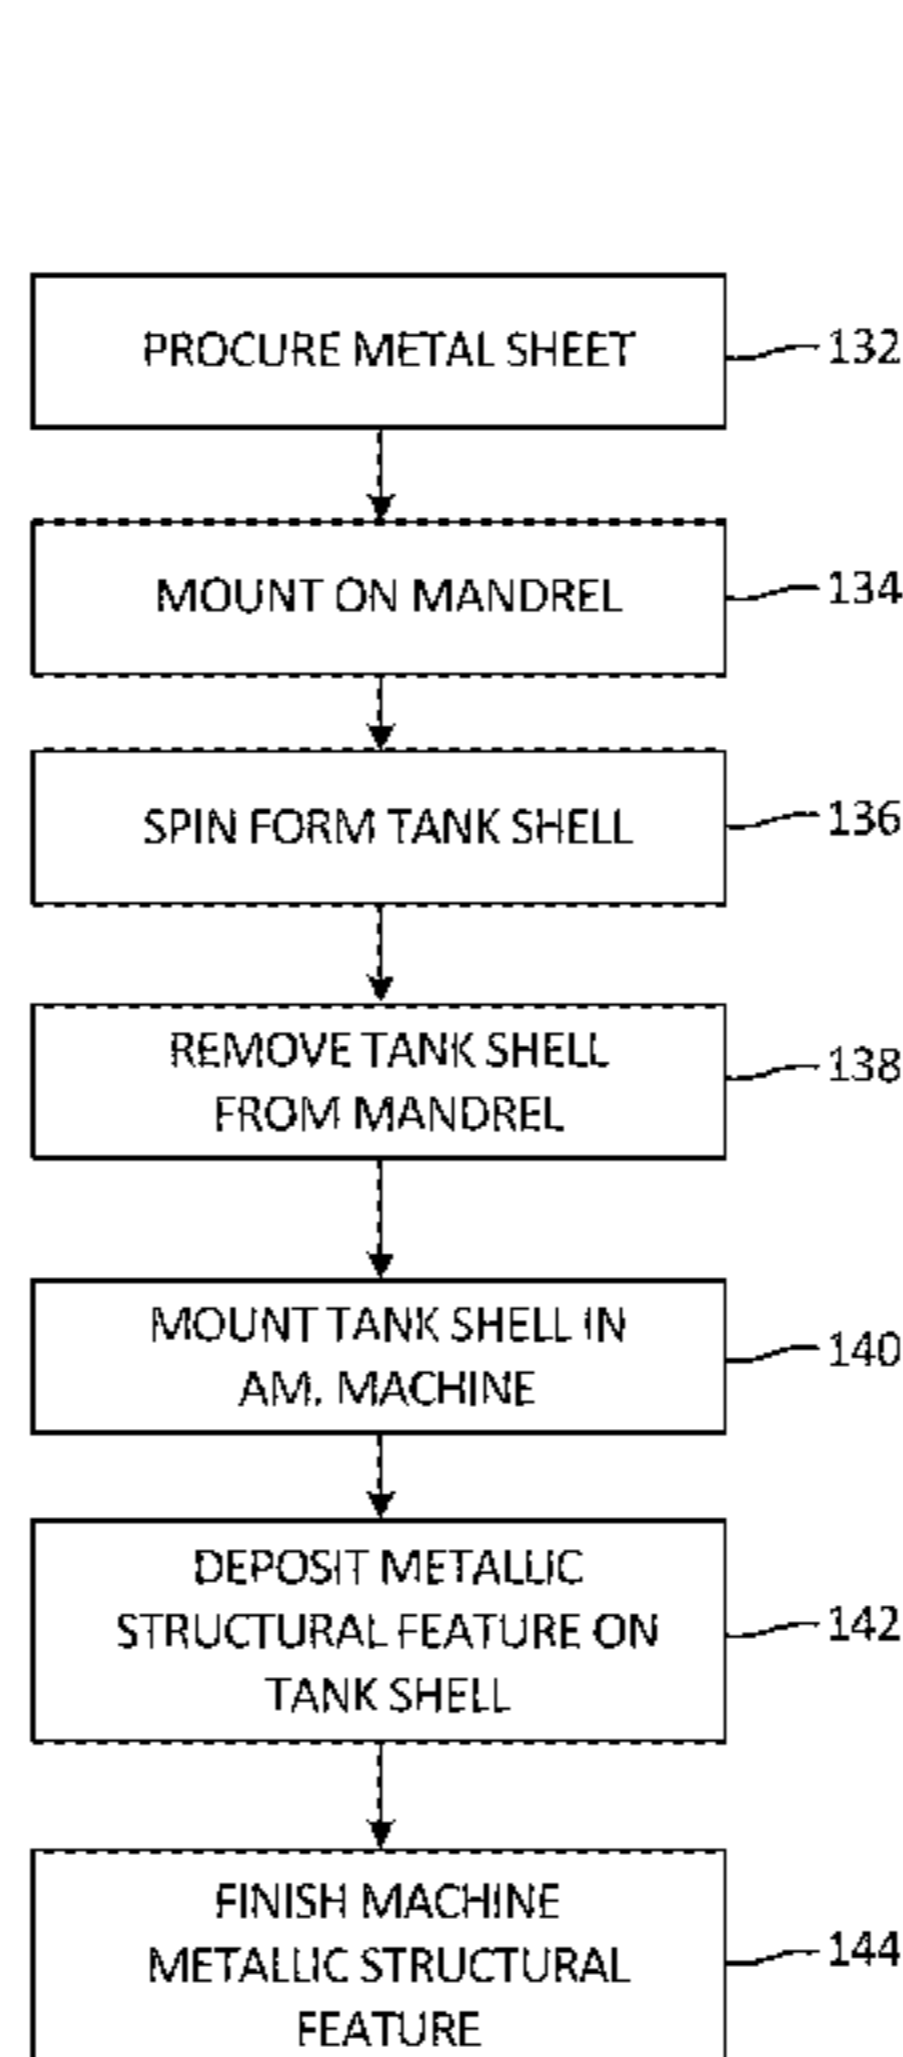 PROCURE METAL SHEET
132
MOUNT ON MANDREL
134
SPIN FORM TANK SHELL
136
REMOVE TANK SHELL
FROM MANDREL
138
MOUNT TANK SHELL IN
AM. MACHINE
140
DEPOSIT METALLIC
STRUCTURAL FEATURE ON
TANK SHELL
142
FINISH MACHINE
METALLIC STRUCTURAL
FEATURE
144